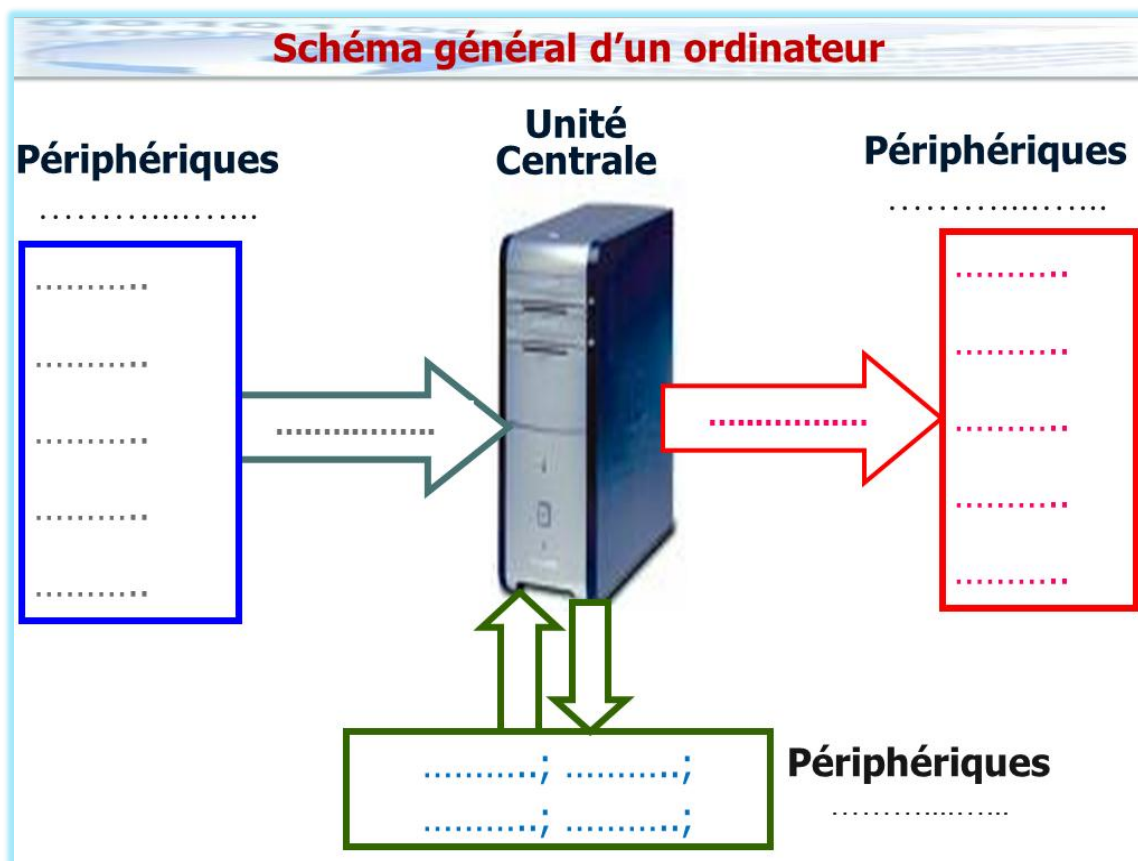 Schéma général d'un ordinateur
Périphériques
………....…...
………..
………..
………..
………..
………..
………………
Unité
Centrale
………………
Périphériques
………....…...
………..
………..
………..
………..
………..
………..; ………..;
………..; ………..;
Périphériques
………....…...